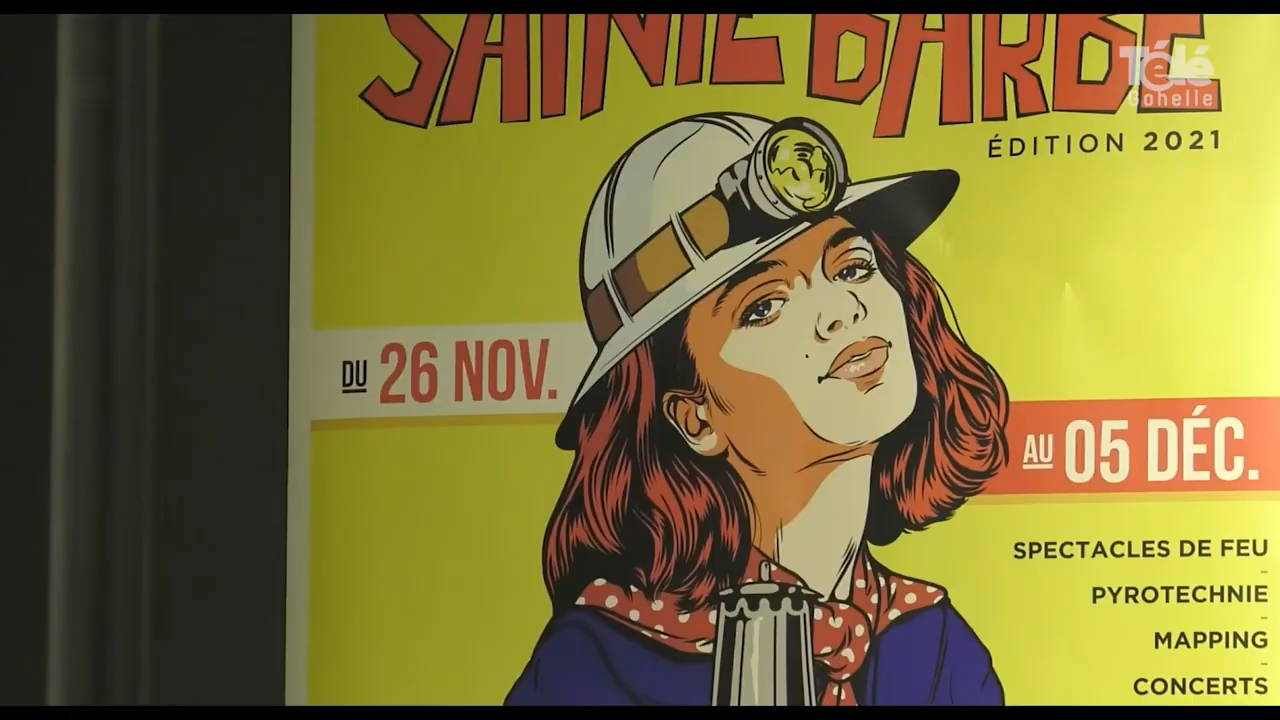 SAINTE BARBE
Télé
Gohelle
ÉDITION 2021
DU 26 NOV.
AU 05 DÉC.
SPECTACLES DE FEU
-
PYROTECHNIE
-
MAPPING
-
CONCERTS